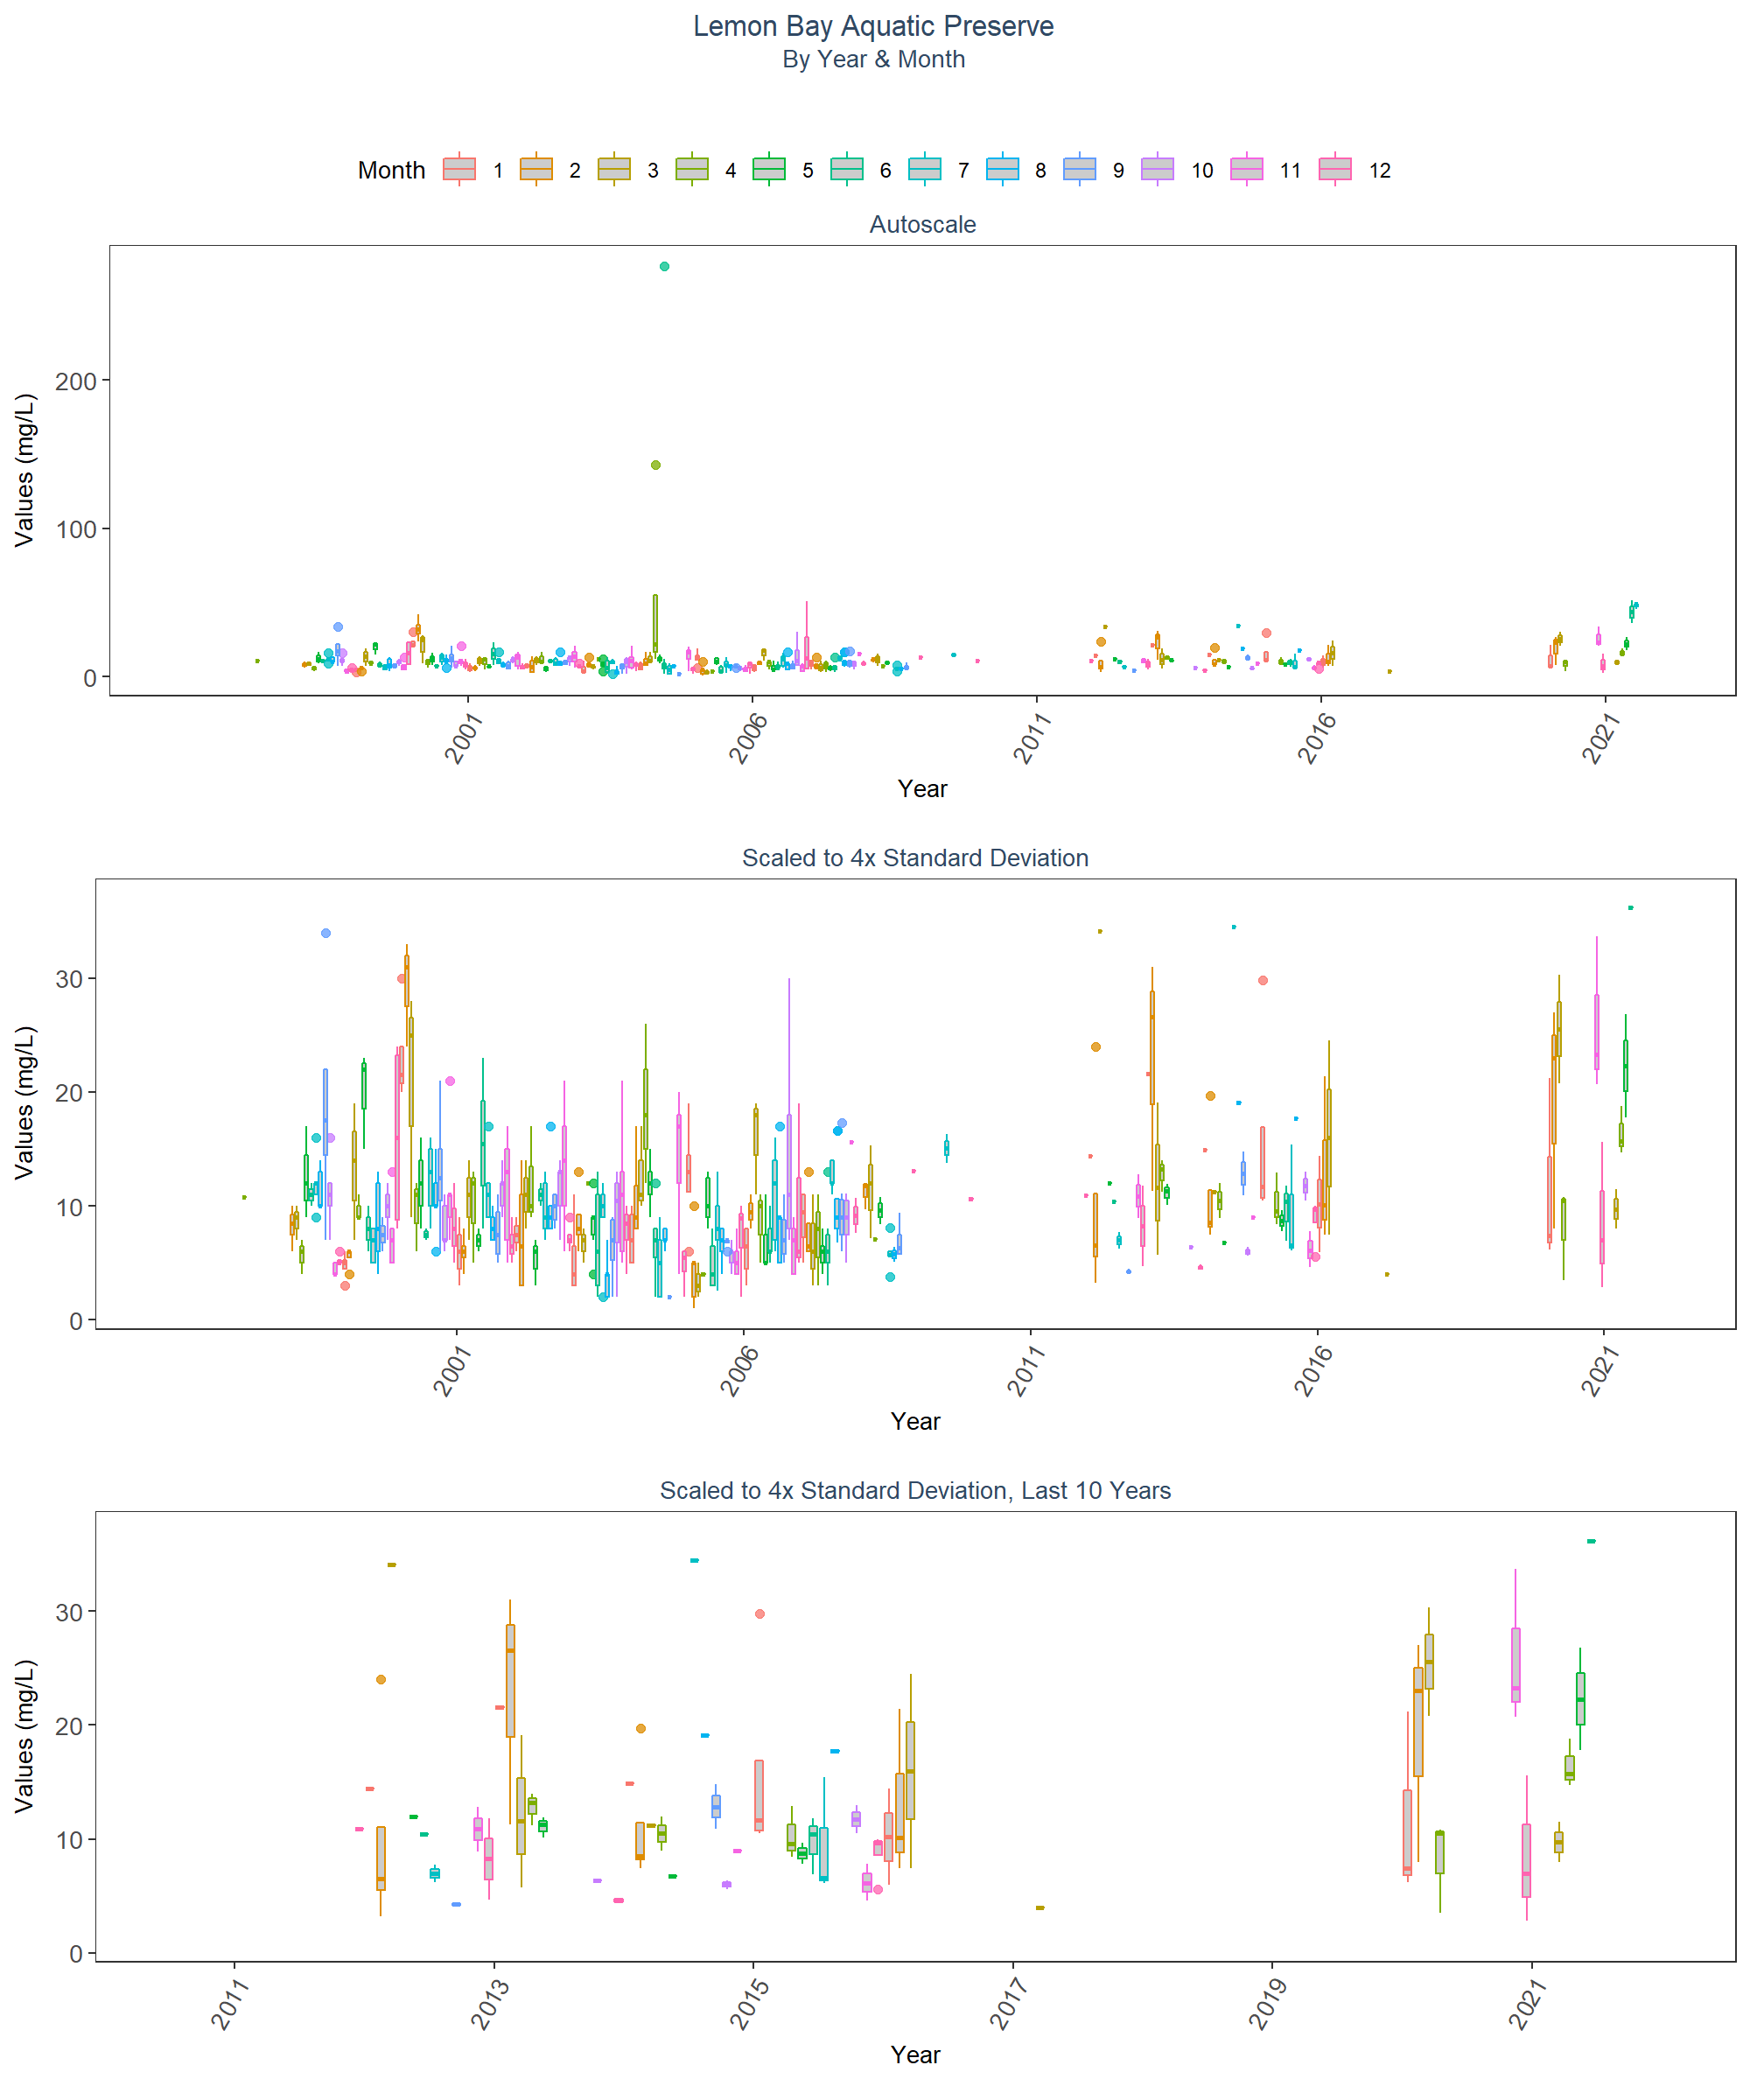 Lemon Bay Aquatic Preserve
By Year & Month
Month 1 2 3 4 5 6 7 8 9 10 11 12
Autoscale
Values (mg/L)
200
100
0
2001 2006 2011 2016 2021
Year
Scaled to 4x Standard Deviation
Values (mg/L)
30
20
10
0
2001 2006 2011 2016 2021
Year
Scaled to 4x Standard Deviation, Last 10 Years
Values (mg/L)
30
20
10
0
2011 2013 2015 2017 2019 2021
Year